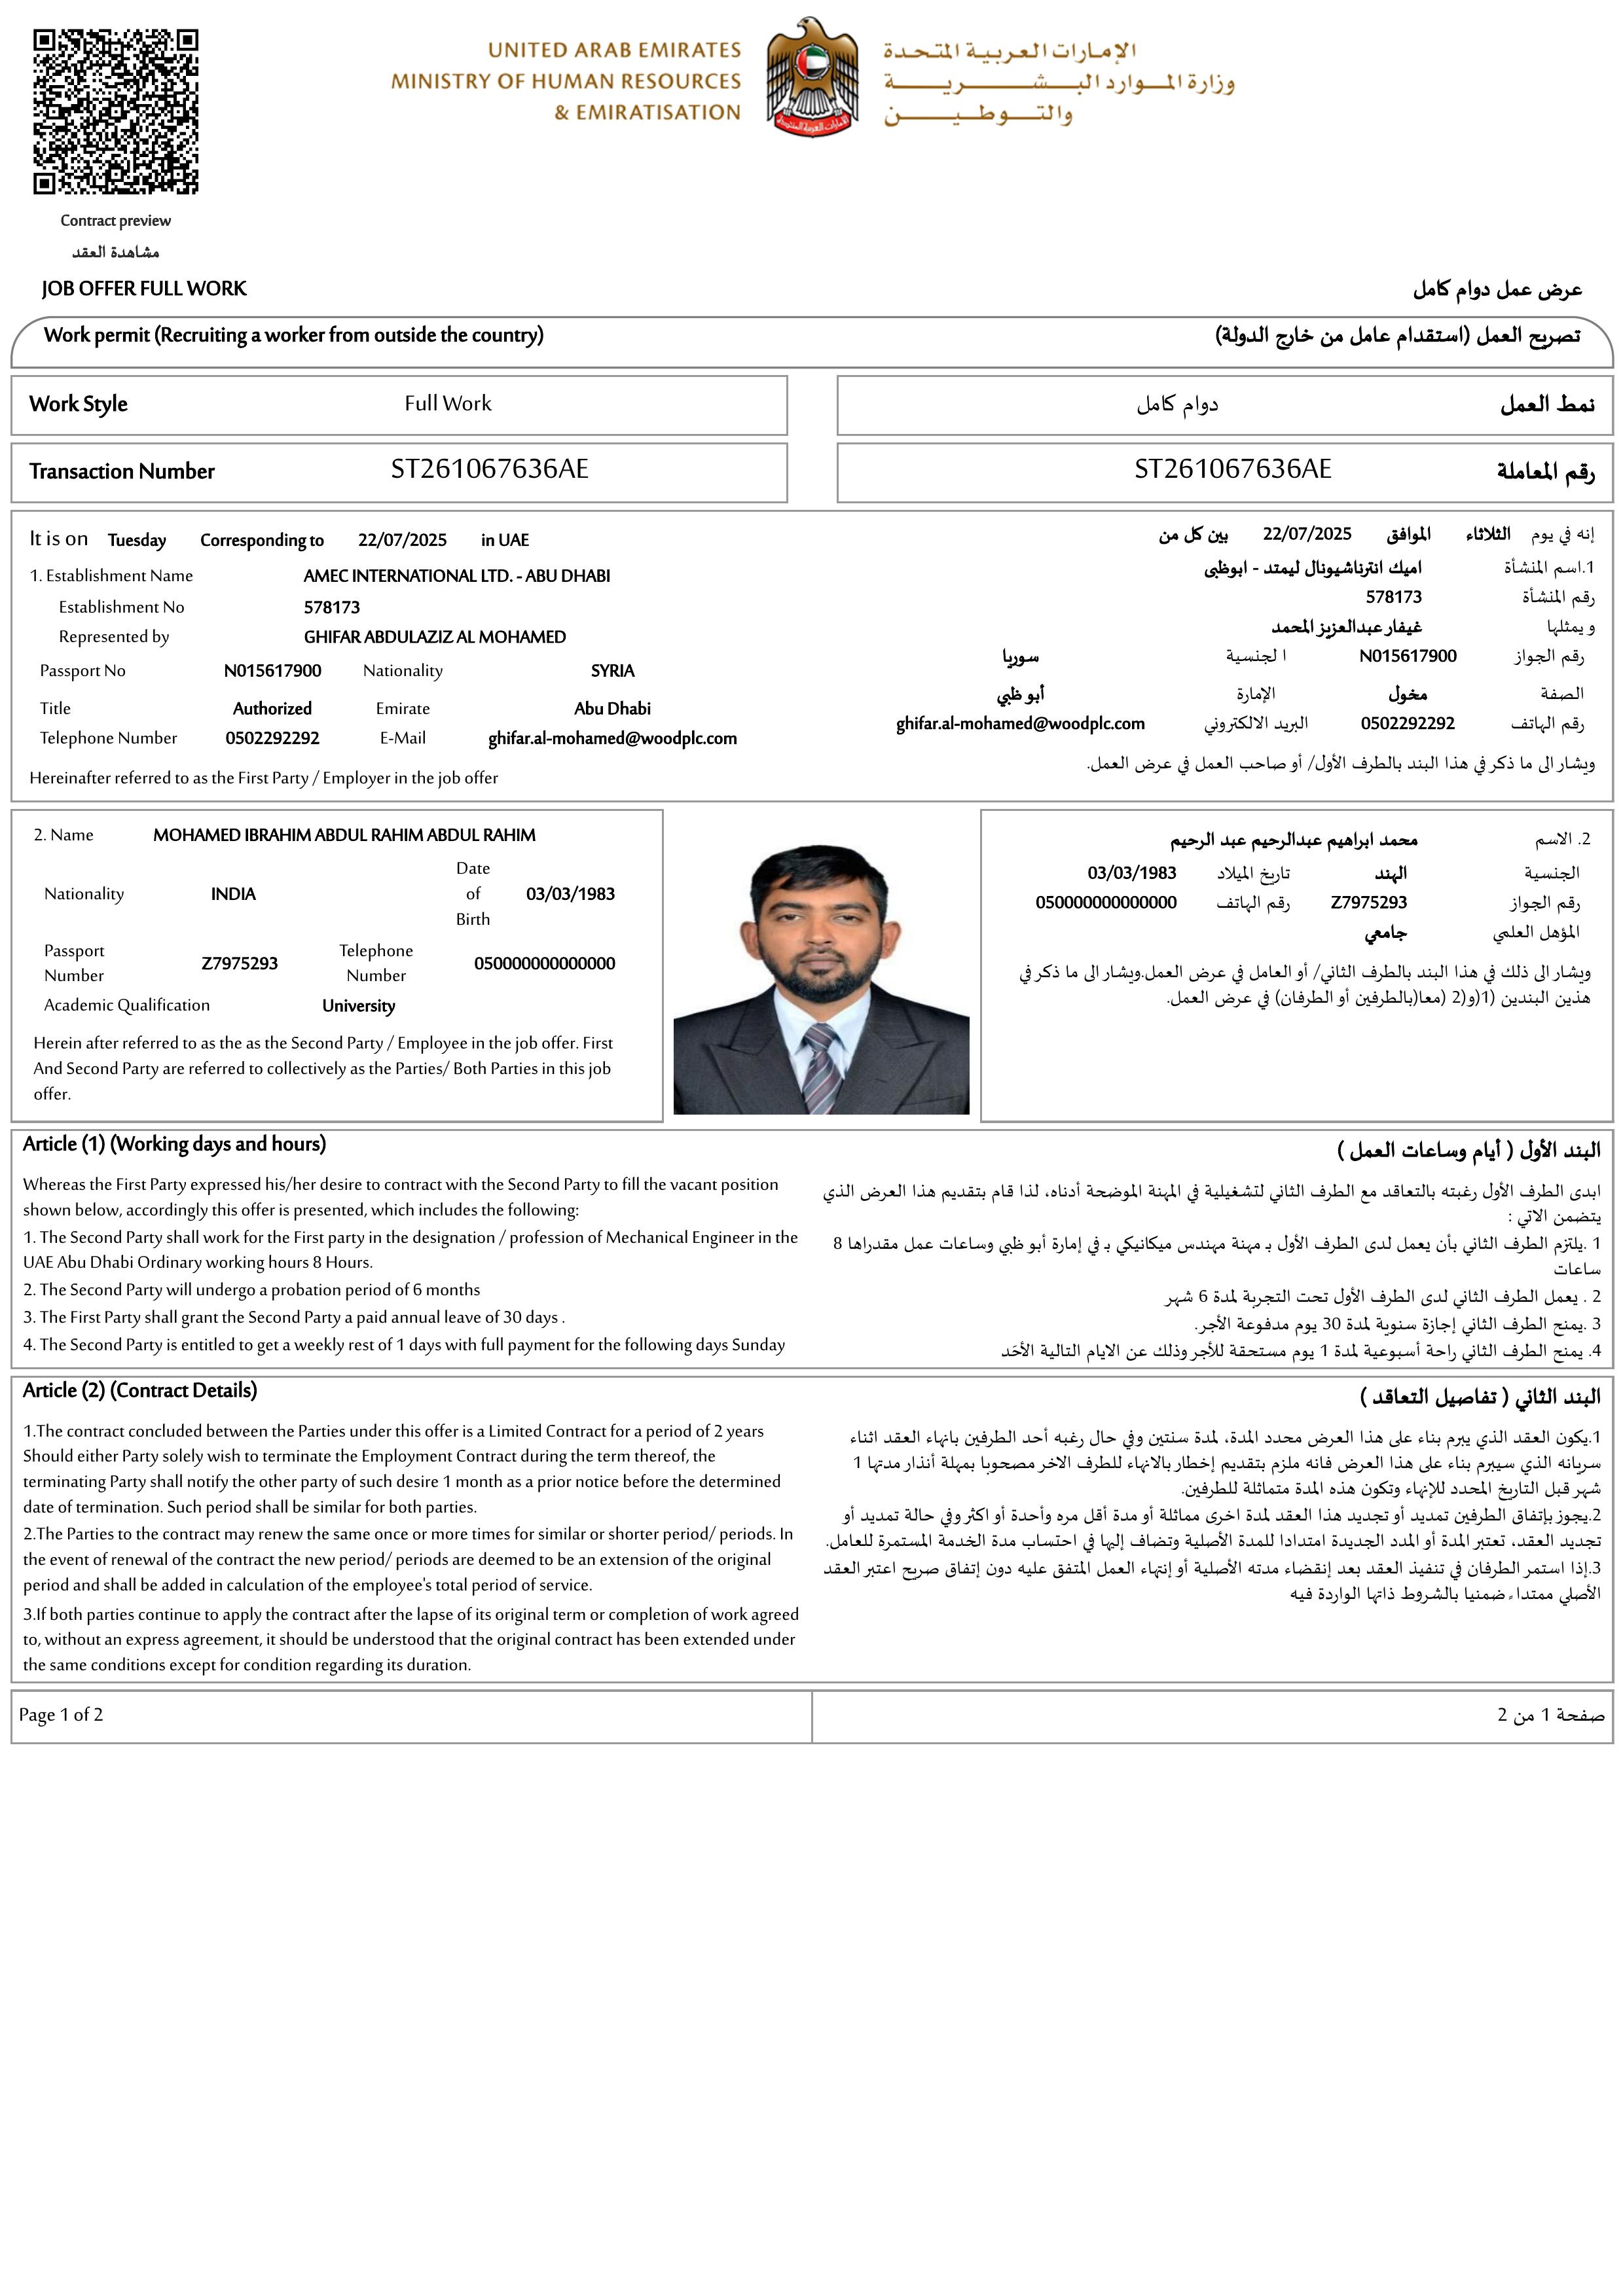 UNITED ARAB EMIRATES
MINISTRY OF HUMAN RESOURCES
& EMIRATISATION
الإمارات العربية المتحدة
وزارة المـوارد البـشـريـة
والتـوطـيـن
Contract preview
مشاهدة العقد
JOB OFFER FULL WORK
عرض عمل دوام كامل
Work permit (Recruiting a worker from outside the country)
تصريح العمل (استقدام عامل من خارج الدولة)
Work Style Full Work
نمط العمل دوام كامل
Transaction Number ST261067636AE
رقم المعاملة ST261067636AE
It is on Tuesday Corresponding to 22/07/2025 in UAE
1. Establishment Name AMEC INTERNATIONAL LTD. - ABU DHABI
Establishment No 578173
Represented by GHIFAR ABDULAZIZ AL MOHAMED
Passport No N015617900 Nationality SYRIA
Title Authorized Emirate Abu Dhabi
Telephone Number 0502292292 E-Mail ghifar.al-mohamed@woodplc.com
Hereinafter referred to as the First Party / Employer in the job offer
إنه في يوم الثلاثاء الموافق 22/07/2025 بين كل من
1.اسم المنشأة اميك انترناشيونال ليمتد - ابوظبى
رقم المنشأة 578173
و يمثلها غيفار عبدالعزيز المحمد
رقم الجواز N015617900 ا لجنسية سوريا
الصفة مخول الإمارة أبو ظبي
رقم الهاتف 0502292292 البريد الالكتروني ghifar.al-mohamed@woodplc.com
ويشار الى ما ذكر في هذا البند بالطرف الأول/ أو صاحب العمل في عرض العمل.
2. Name MOHAMED IBRAHIM ABDUL RAHIM ABDUL RAHIM
Nationality INDIA Date of Birth 03/03/1983
Passport Number Z7975293 Telephone Number 050000000000000
Academic Qualification University
Herein after referred to as the as the Second Party / Employee in the job offer. First
And Second Party are referred to collectively as the Parties/ Both Parties in this job
offer.
2. الاسم محمد ابراهيم عبدالرحيم عبد الرحيم
الجنسية الهند تاريخ الميلاد 03/03/1983
رقم الجواز Z7975293 رقم الهاتف 050000000000000
المؤهل العلمي جامعي
ويشار الى ذلك في هذا البند بالطرف الثاني/ أو العامل في عرض العمل.ويشار الى ما ذكر في
هذين البندين (1(و(2 (معا(بالطرفين أو الطرفان) في عرض العمل.
Article (1) (Working days and hours)
Whereas the First Party expressed his/her desire to contract with the Second Party to fill the vacant position
shown below, accordingly this offer is presented, which includes the following:
1. The Second Party shall work for the First party in the designation / profession of Mechanical Engineer in the
UAE Abu Dhabi Ordinary working hours 8 Hours.
2. The Second Party will undergo a probation period of 6 months
3. The First Party shall grant the Second Party a paid annual leave of 30 days .
4. The Second Party is entitled to get a weekly rest of 1 days with full payment for the following days Sunday
البند الأول ( أيام وساعات العمل )
ابدى الطرف الأول رغبته بالتعاقد مع الطرف الثاني لتشغيلية في المهنة الموضحة أدناه، لذا قام بتقديم هذا العرض الذي
يتضمن الاتي :
1 .يلتزم الطرف الثاني بأن يعمل لدى الطرف الأول بـ مهنة مهندس ميكانيكي بـ في إمارة أبو ظبي وساعات عمل مقدراها 8
ساعات
2 . يعمل الطرف الثاني لدى الطرف الأول تحت التجربة لمدة 6 شهر
3 .يمنح الطرف الثاني إجازة سنوية لمدة 30 يوم مدفوعة الأجر.
4. يمنح الطرف الثاني راحة أسبوعية لمدة 1 يوم مستحقة للأجر وذلك عن الايام التالية الأحَد
Article (2) (Contract Details)
1.The contract concluded between the Parties under this offer is a Limited Contract for a period of 2 years
Should either Party solely wish to terminate the Employment Contract during the term thereof, the
terminating Party shall notify the other party of such desire 1 month as a prior notice before the determined
date of termination. Such period shall be similar for both parties.
2.The Parties to the contract may renew the same once or more times for similar or shorter period/ periods. In
the event of renewal of the contract the new period/ periods are deemed to be an extension of the original
period and shall be added in calculation of the employee's total period of service.
3.If both parties continue to apply the contract after the lapse of its original term or completion of work agreed
to, without an express agreement, it should be understood that the original contract has been extended under
the same conditions except for condition regarding its duration.
البند الثاني ( تفاصيل التعاقد )
1.يكون العقد الذي يبرم بناء على هذا العرض محدد المدة، لمدة سنتين وفي حال رغبه أحد الطرفين بانهاء العقد اثناء
سريانه الذي سيبرم بناء على هذا العرض فانه ملزم بتقديم إخطار بالانهاء للطرف الاخر مصحوبا بمهلة أنذار مدتها 1
شهر قبل التاريخ المحدد للإنهاء وتكون هذه المدة متماثلة للطرفين.
2.يجوز بإتفاق الطرفين تمديد أو تجديد هذا العقد لمدة اخرى مماثلة أو مدة أقل مره وأحدة أو اكثر وفي حالة تمديد أو
تجديد العقد، تعتبر المدة أو المدد الجديدة امتدادا للمدة الأصلية وتضاف إليها في احتساب مدة الخدمة المستمرة للعامل.
3.إذا استمر الطرفان في تنفيذ العقد بعد إنقضاء مدته الأصلية أو إنتهاء العمل المتفق عليه دون إتفاق صريح اعتبر العقد
الأصلي ممتداء ضمنيا بالشروط ذاتها الواردة فيه
Page 1 of 2
صفحة 1 من 2